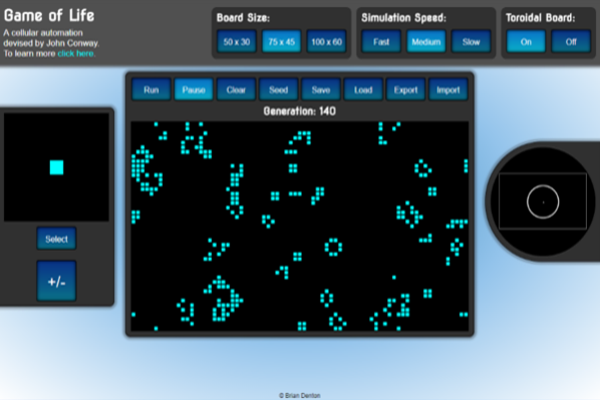 Game of Life
A cellular automation
devised by John Conway.
To learn more click here.
Board Size:
50 x 30 75 x 45 100 x 60
Simulation Speed:
Fast Medium Slow
Toroidal Board:
On Off
Run Pause Clear Seed Save Load Export Import
Generation: 140
Select
+/-
© Brian Denton